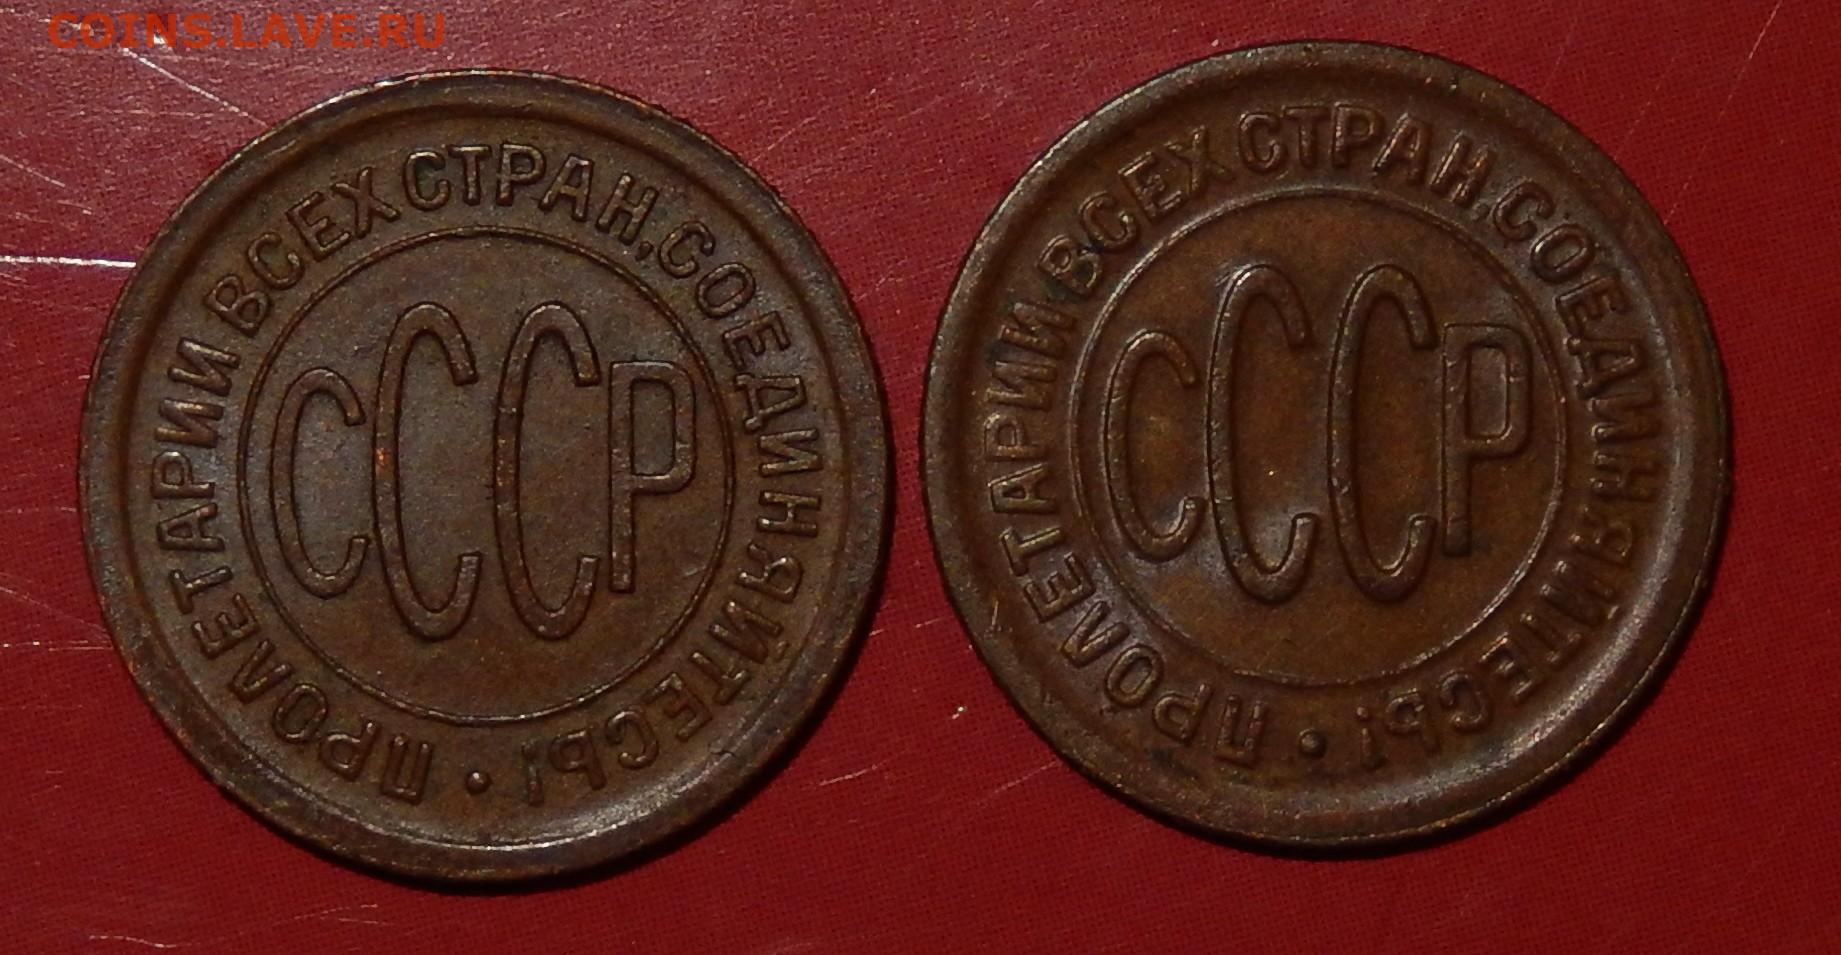 COINS.LAVE.RU
ПРОЛЕТАРИИ ВСЕХ СТРАН, СОЕДИНЯЙТЕСЬ! •
СССР
ПРОЛЕТАРИИ ВСЕХ СТРАН, СОЕДИНЯЙТЕСЬ! •
СССР